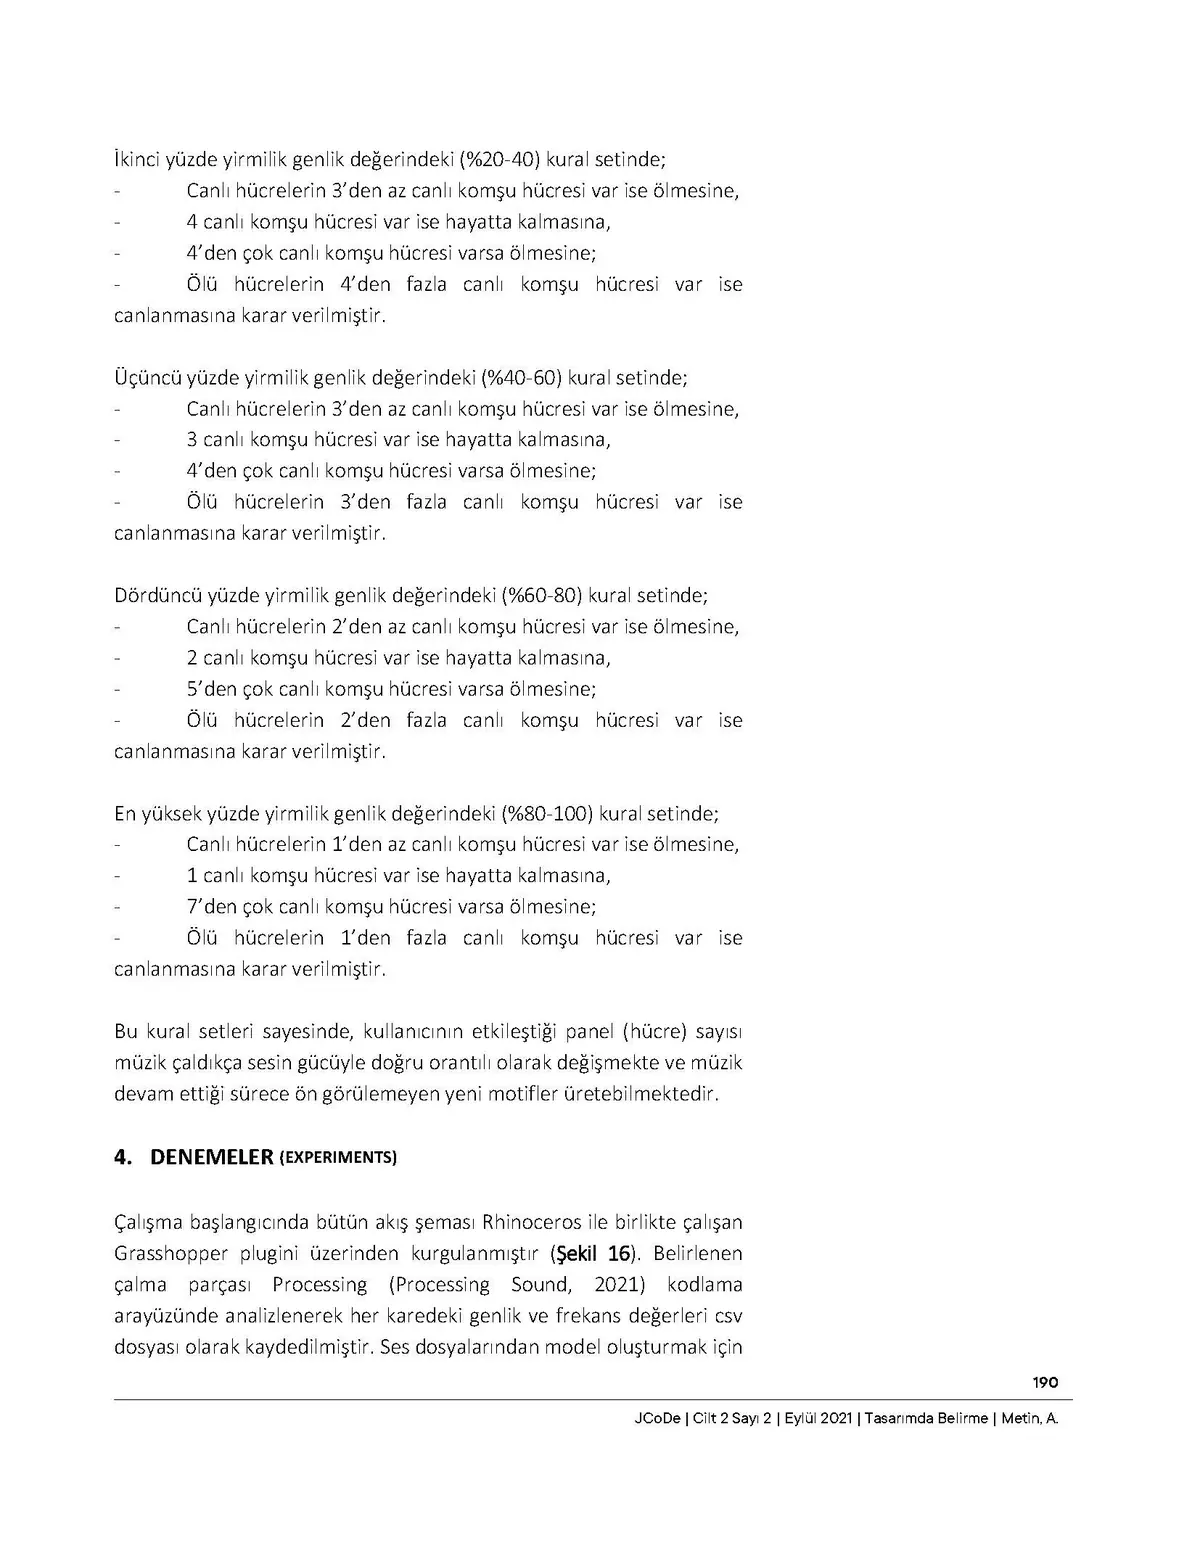 İkinci yüzde yirmilik genlik değerindeki (%20-40) kural setinde;
- Canlı hücrelerin 3’den az canlı komşu hücresi var ise ölmesine,
- 4 canlı komşu hücresi var ise hayatta kalmasına,
- 4’den çok canlı komşu hücresi varsa ölmesine;
- Ölü hücrelerin 4’den fazla canlı komşu hücresi var ise
canlanmasına karar verilmiştir.
Üçüncü yüzde yirmilik genlik değerindeki (%40-60) kural setinde;
- Canlı hücrelerin 3’den az canlı komşu hücresi var ise ölmesine,
- 3 canlı komşu hücresi var ise hayatta kalmasına,
- 4’den çok canlı komşu hücresi varsa ölmesine;
- Ölü hücrelerin 3’den fazla canlı komşu hücresi var ise
canlanmasına karar verilmiştir.
Dördüncü yüzde yirmilik genlik değerindeki (%60-80) kural setinde;
- Canlı hücrelerin 2’den az canlı komşu hücresi var ise ölmesine,
- 2 canlı komşu hücresi var ise hayatta kalmasına,
- 5’den çok canlı komşu hücresi varsa ölmesine;
- Ölü hücrelerin 2’den fazla canlı komşu hücresi var ise
canlanmasına karar verilmiştir.
En yüksek yüzde yirmilik genlik değerindeki (%80-100) kural setinde;
- Canlı hücrelerin 1’den az canlı komşu hücresi var ise ölmesine,
- 1 canlı komşu hücresi var ise hayatta kalmasına,
- 7’den çok canlı komşu hücresi varsa ölmesine;
- Ölü hücrelerin 1’den fazla canlı komşu hücresi var ise
canlanmasına karar verilmiştir.
Bu kural setleri sayesinde, kullanıcının etkileştiği panel (hücre) sayısı
müzik çaldıkça sesin gücüyle doğru orantılı olarak değişmekte ve müzik
devam ettiği sürece ön görülemeyen yeni motifler üretebilmektedir.
4. DENEMELER (EXPERIMENTS)
Çalışma başlangıcında bütün akış şeması Rhinoceros ile birlikte çalışan
Grasshopper plugini üzerinden kurgulanmıştır (Şekil 16). Belirlenen
çalma parçası Processing (Processing Sound, 2021) kodlama
arayüzünde analizlenerek her karedeki genlik ve frekans değerleri csv
dosyası olarak kaydedilmiştir. Ses dosyalarından model oluşturmak için
190
JCoDe | Cilt 2 Sayı 2 | Eylül 2021 | Tasarımda Belirme | Metin, A.